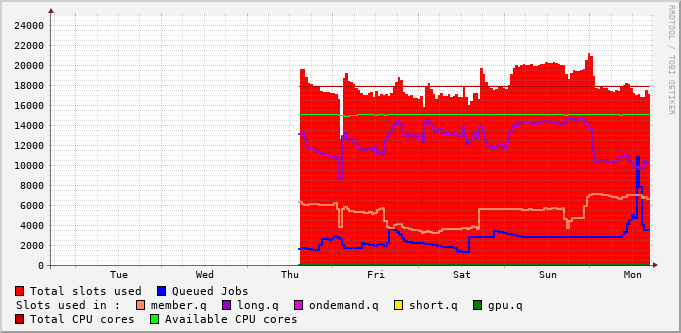 RRDTOOL / TOBI OETIKER
24000
22000
20000
18000
16000
14000
12000
10000
8000
6000
4000
2000
0
Tue Wed Thu Fri Sat Sun Mon
Total slots used Queued Jobs
Slots used in : member.q long.q ondemand.q short.q gpu.q
Total CPU cores Available CPU cores